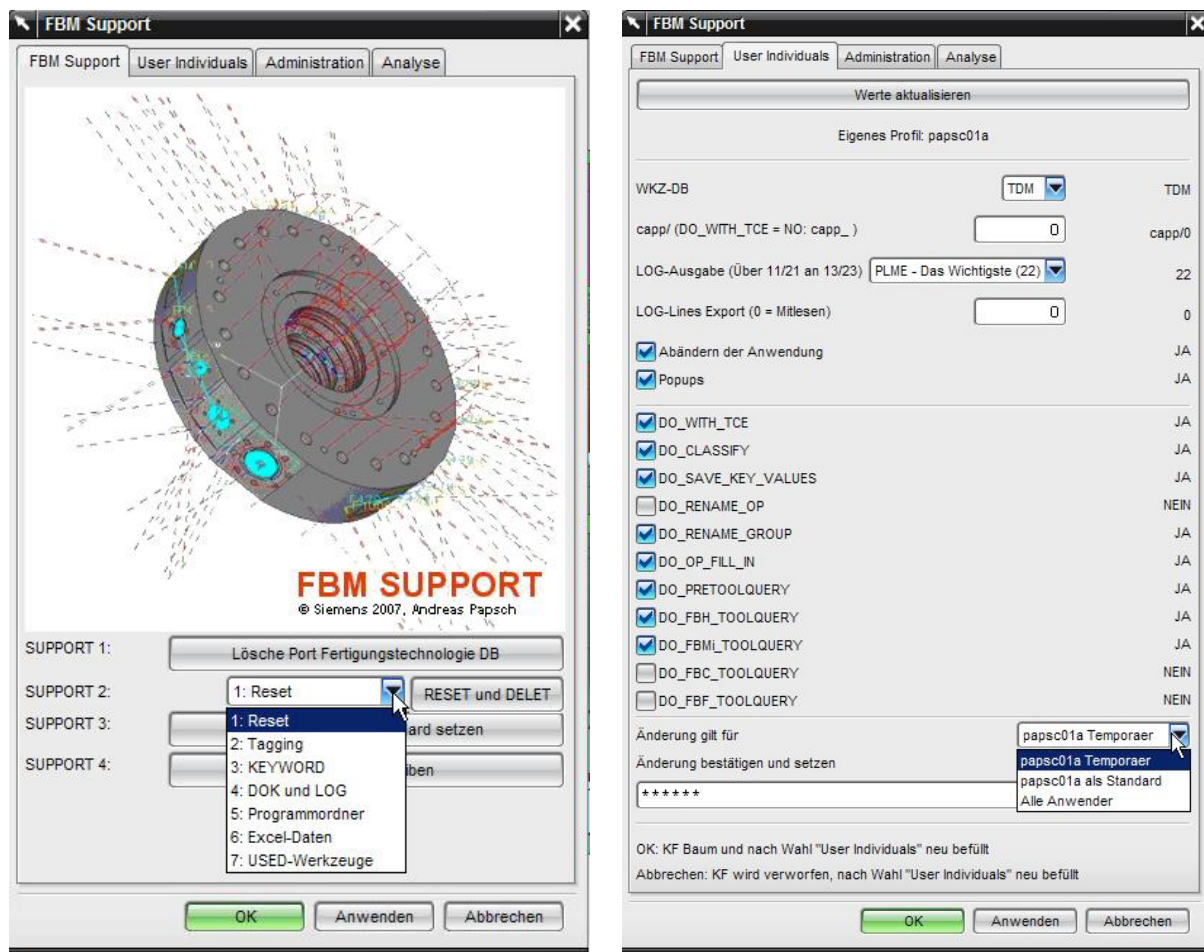 FBM Support
FBM Support User Individuals Administration Analyse
FBM SUPPORT
© Siemens 2007, Andreas Papsch
SUPPORT 1: Lösche Port Fertigungstechnologie DB
SUPPORT 2: 1: Reset RESET und DELET
SUPPORT 3: ard setzen
SUPPORT 4: iben
1: Reset
2: Tagging
3: KEYWORD
4: DOK und LOG
5: Programmordner
6: Excel-Daten
7: USED-Werkzeuge
OK Anwenden Abbrechen
FBM Support
FBM Support User Individuals Administration Analyse
Werte aktualisieren
Eigenes Profil: papsc01a
WKZ-DB TDM TDM
capp/ (DO_WITH_TCE = NO: capp_ ) 0 capp/0
LOG-Ausgabe (Über 11/21 an 13/23) PLME - Das Wichtigste (22) 22
LOG-Lines Export (0 = Mitlesen) 0 0
Abändern der Anwendung JA
Popups JA
DO_WITH_TCE JA
DO_CLASSIFY JA
DO_SAVE_KEY_VALUES JA
DO_RENAME_OP NEIN
DO_RENAME_GROUP JA
DO_OP_FILL_IN JA
DO_PRETOOLQUERY JA
DO_FBH_TOOLQUERY JA
DO_FBMi_TOOLQUERY JA
DO_FBC_TOOLQUERY NEIN
DO_FBF_TOOLQUERY NEIN
Änderung gilt für papsc01a Temporaer
Änderung bestätigen und setzen
papsc01a Temporaer
papsc01a als Standard
Alle Anwender
******
OK: KF Baum und nach Wahl "User Individuals" neu befüllt
Abbrechen: KF wird verworfen, nach Wahl "User Individuals" neu befüllt
OK Anwenden Abbrechen